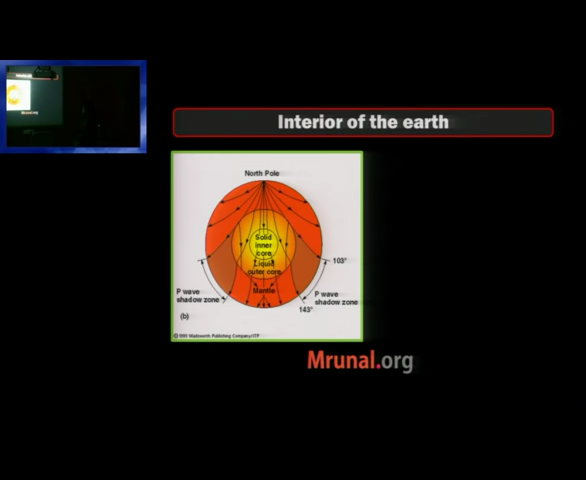 Interior of the earth
North Pole
Solid
inner
core
Liquid
outer core
Mantle
103°
P wave
shadow zone
P wave
shadow zone
143°
(b)
Wadsworth Publishing Company/ITP
Mrunal.org